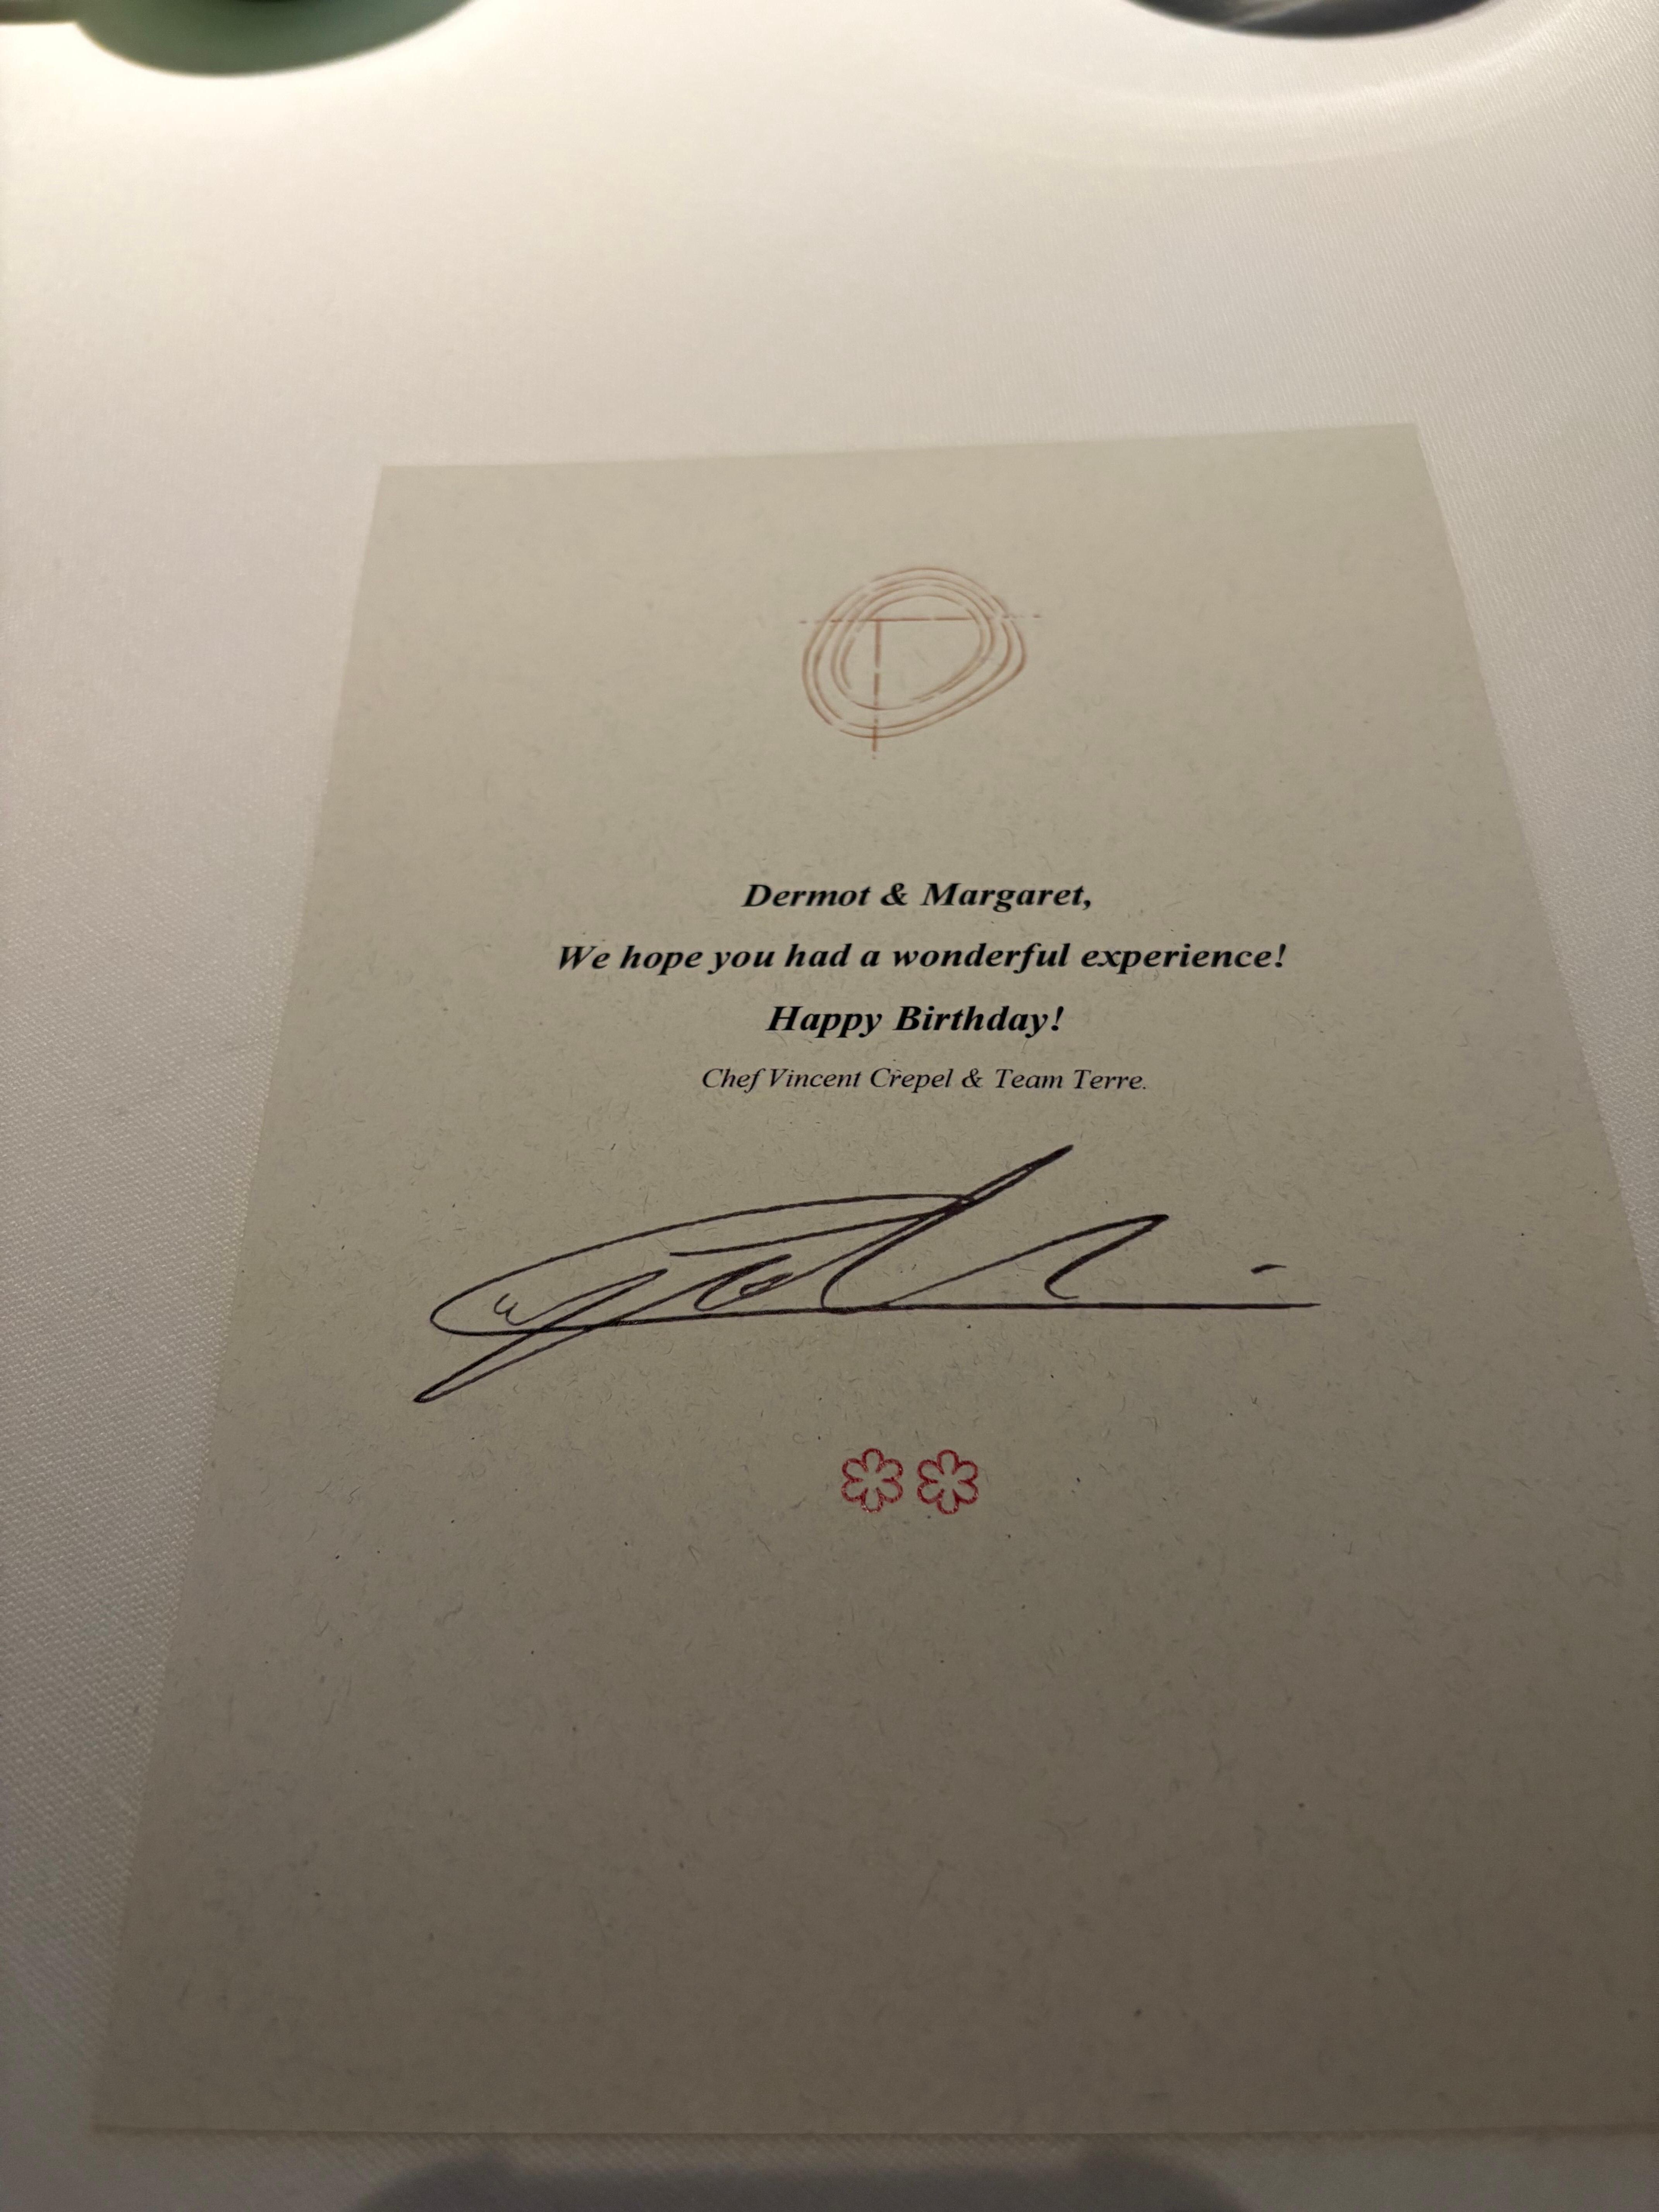 Dermot & Margaret,
We hope you had a wonderful experience!
Happy Birthday!
Chef Vincent Crepel & Team Terre.